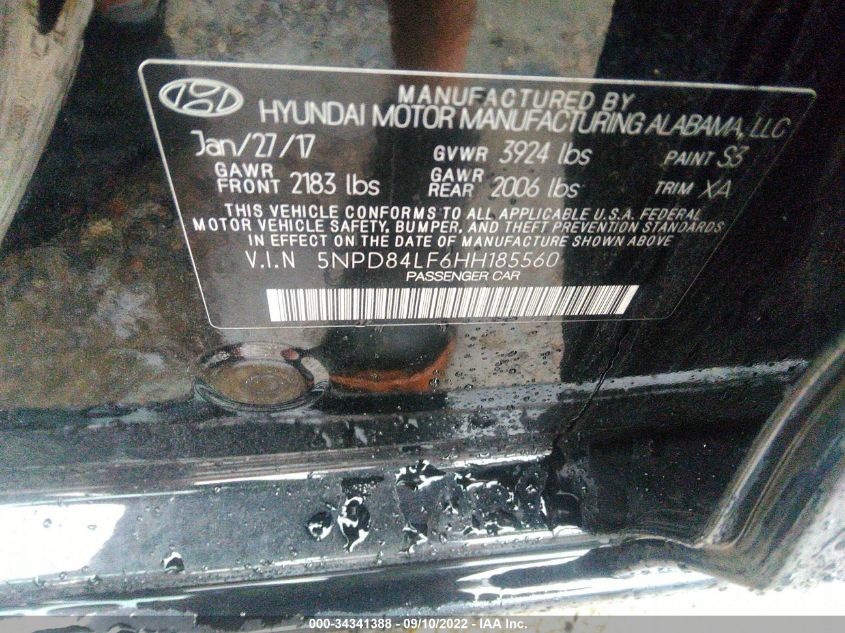 MANUFACTURED BY
HYUNDAI MOTOR MANUFACTURING ALABAMA, LLC
Jan/27/17 GVWR 3924 lbs PAINT S3
GAWR FRONT 2183 lbs GAWR REAR 2006 lbs TRIM XA
THIS VEHICLE CONFORMS TO ALL APPLICABLE U.S.A. FEDERAL
MOTOR VEHICLE SAFETY, BUMPER, AND THEFT PREVENTION STANDARDS
IN EFFECT ON THE DATE OF MANUFACTURE SHOWN ABOVE
V.I.N 5NPD84LF6HH185560
PASSENGER CAR
000-34341388 - 09/10/2022 - IAA Inc.